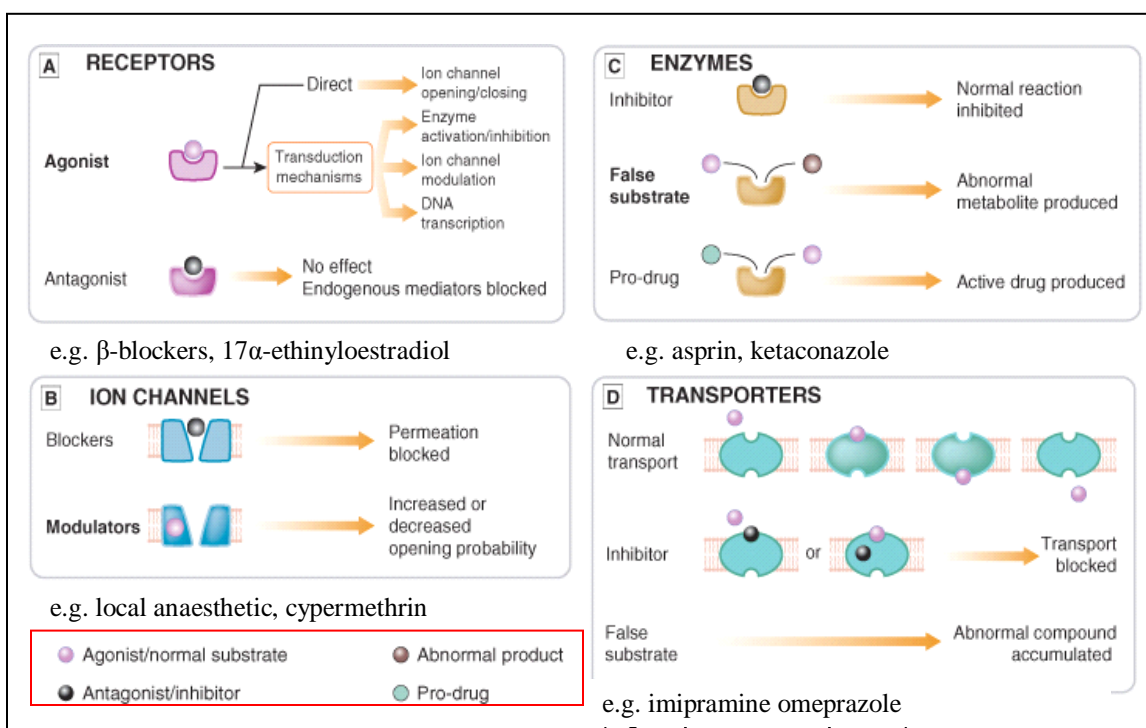 A RECEPTORS
Agonist
Direct
Ion channel
opening/closing
Transduction
mechanisms
Enzyme
activation/inhibition
Ion channel
modulation
DNA
transcription
Antagonist
No effect
Endogenous mediators blocked
e.g. β-blockers, 17α-ethinyloestradiol
B ION CHANNELS
Blockers
Permeation
blocked
Modulators
Increased or
decreased
opening probability
e.g. local anaesthetic, cypermethrin
Agonist/normal substrate
Abnormal product
Antagonist/inhibitor
Pro-drug
C ENZYMES
Inhibitor
Normal reaction
inhibited
False
substrate
Abnormal
metabolite produced
Pro-drug
Active drug produced
e.g. asprin, ketaconazole
D TRANSPORTERS
Normal
transport
Inhibitor
or
Transport
blocked
False
substrate
Abnormal compound
accumulated
e.g. imipramine omeprazole